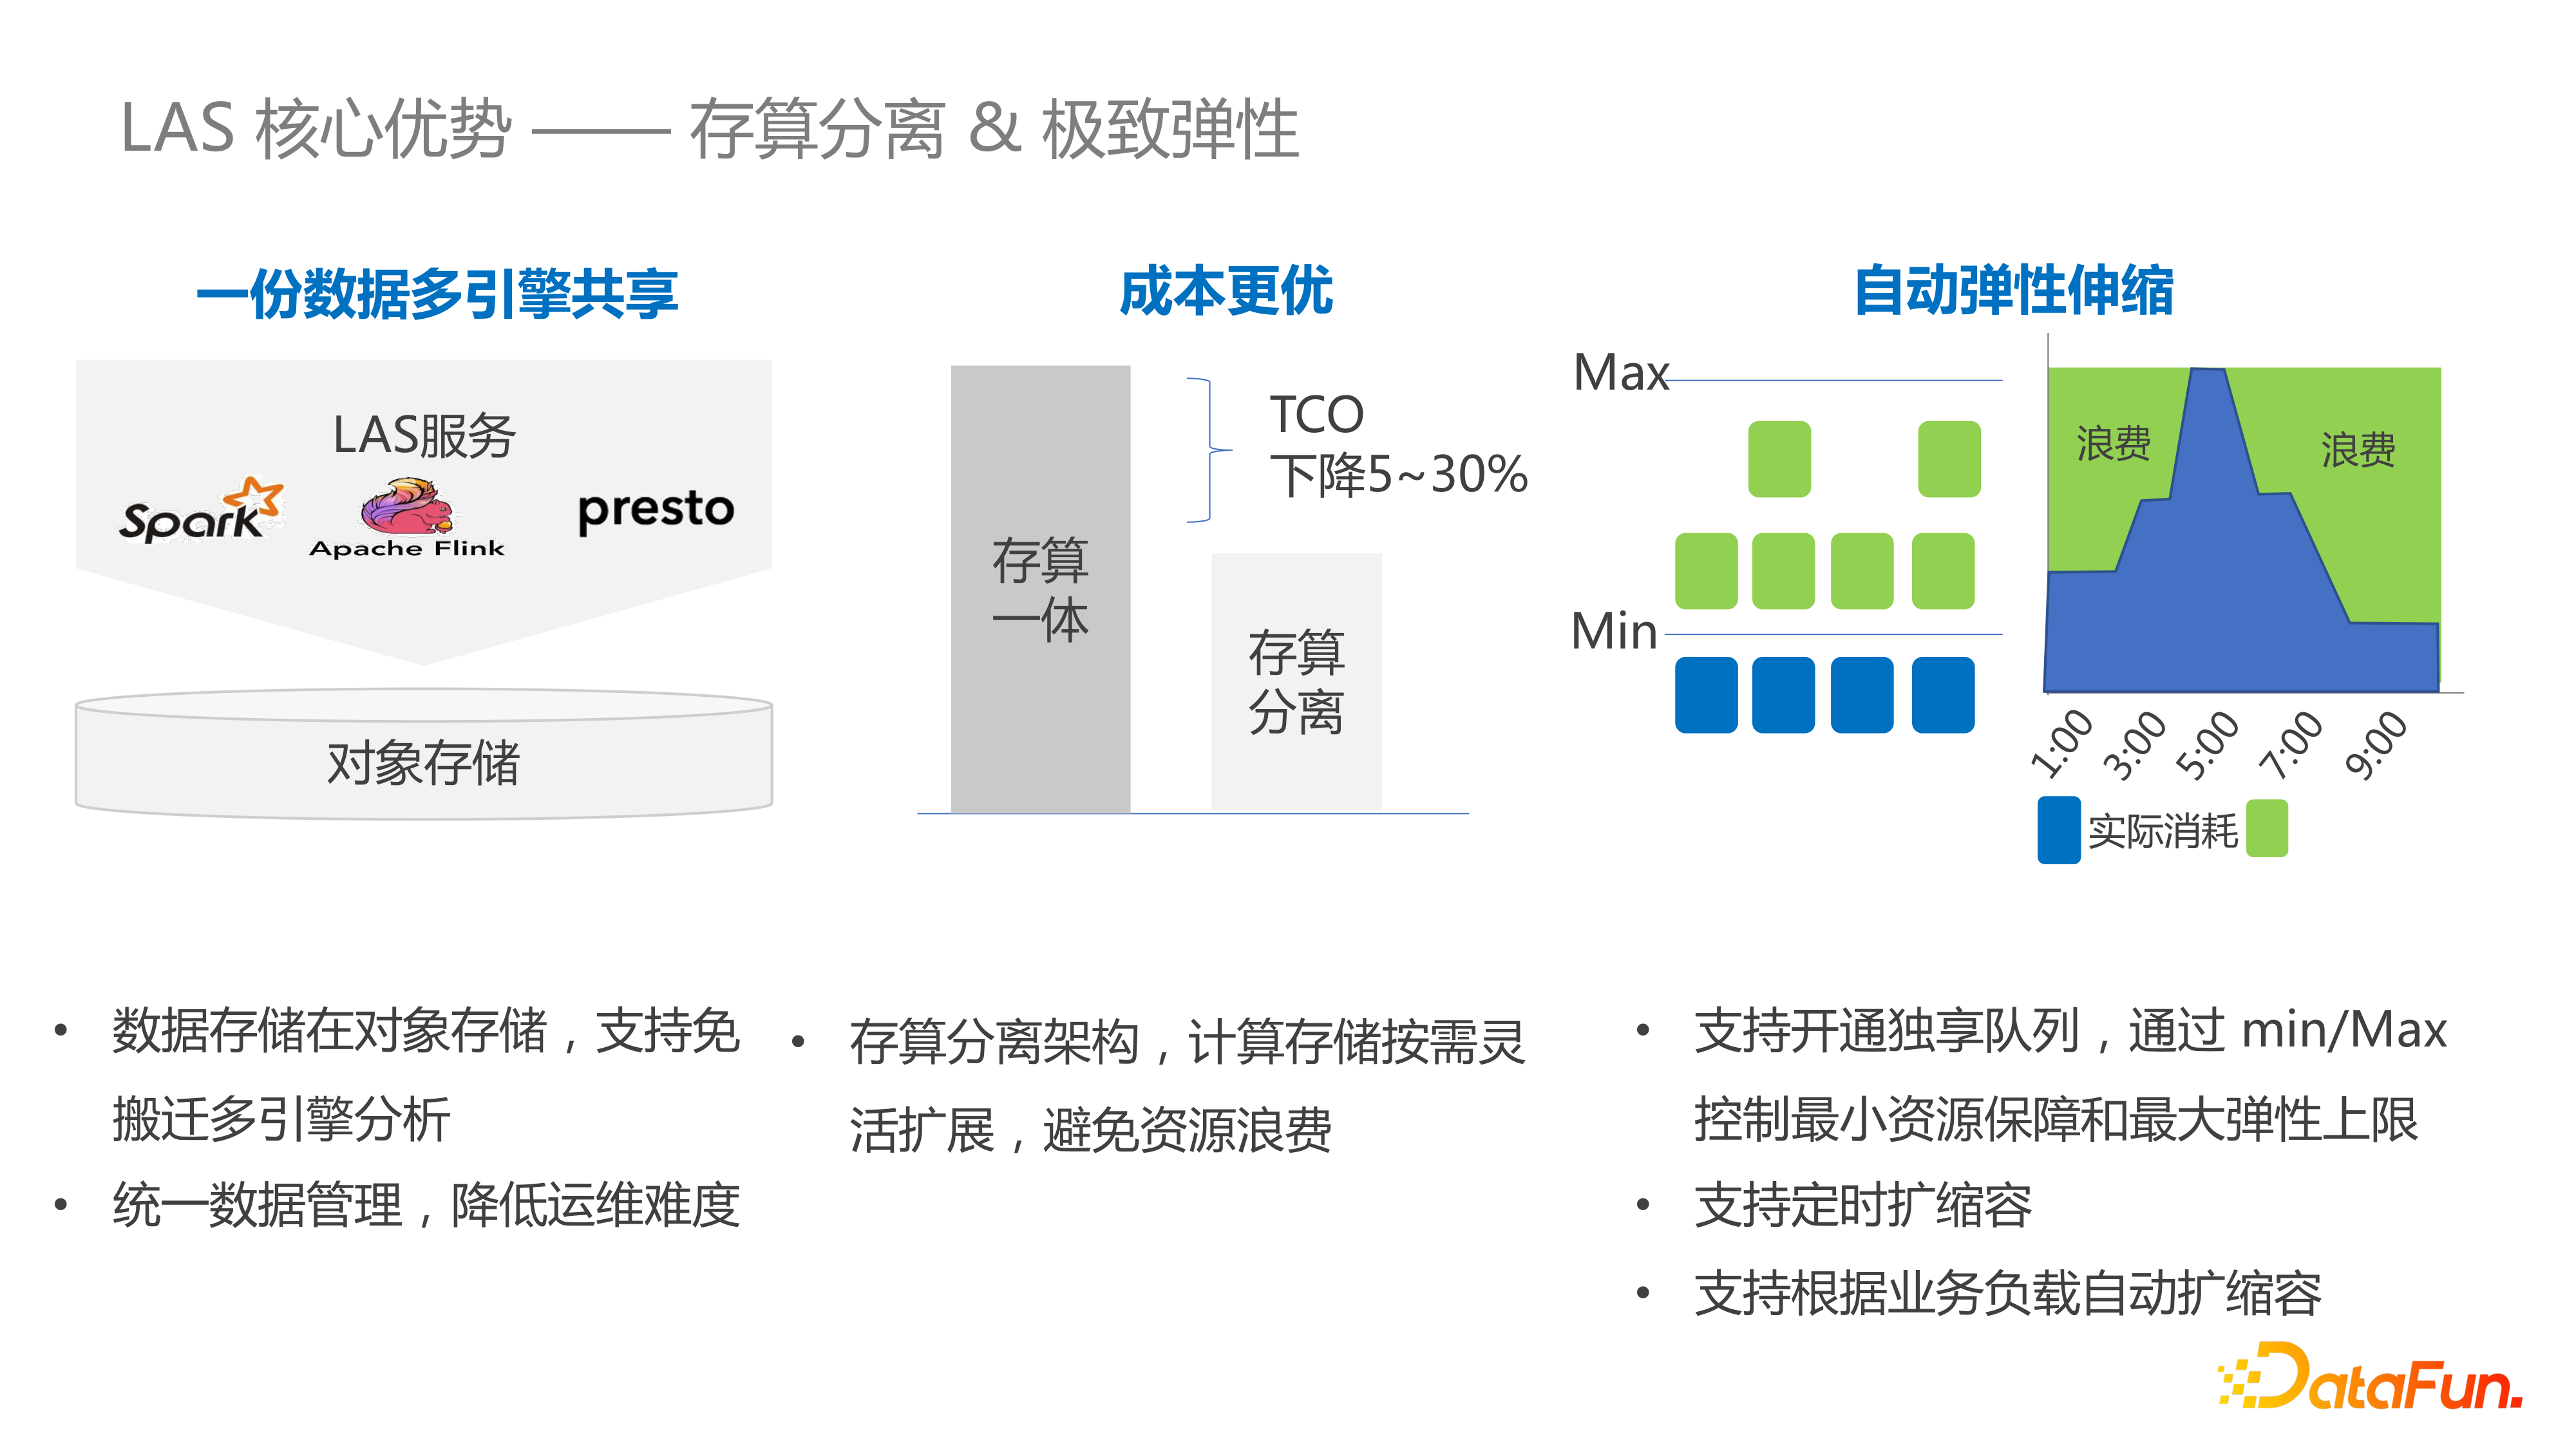 LAS 核心优势 —— 存算分离 & 极致弹性
一份数据多引擎共享
LAS服务
Spark
Apache Flink
presto
对象存储
数据存储在对象存储，支持免
搬迁多引擎分析
统一数据管理，降低运维难度
成本更优
TCO
下降5~30%
存算
一体
存算
分离
存算分离架构，计算存储按需灵
活扩展，避免资源浪费
自动弹性伸缩
Max
Min
浪费
浪费
1:00
3:00
5:00
7:00
9:00
实际消耗
支持开通独享队列，通过 min/Max
控制最小资源保障和最大弹性上限
支持定时扩缩容
支持根据业务负载自动扩缩容
DataFun.